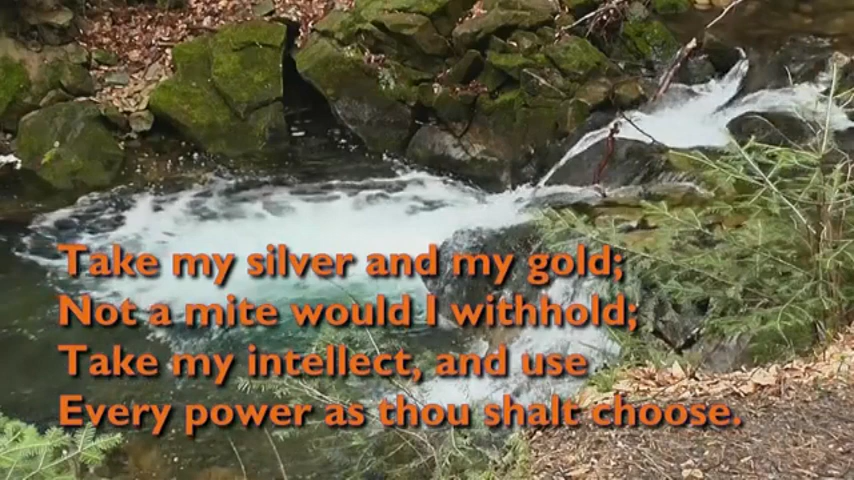 Take my silver and my gold;
Not a mite would I withhold;
Take my intellect, and use
Every power as thou shalt choose.